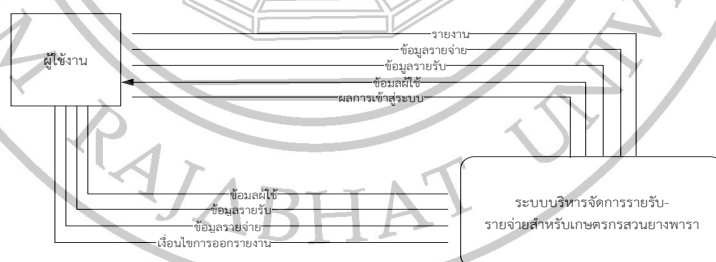 รายงาน
ข้อมูลรายจ่าย
ข้อมูลรายรับ
ข้อมูลผู้ใช้
ผลการเข้าสู่ระบบ
ผู้ใช้งาน
ข้อมูลผู้ใช้
ข้อมูลรายรับ
ข้อมูลรายจ่าย
เงื่อนไขการออกรายงาน
ระบบบริหารจัดการรายรับ-
รายจ่ายสำหรับเกษตรกรสวนยางพารา
RAJABHAT UNIV